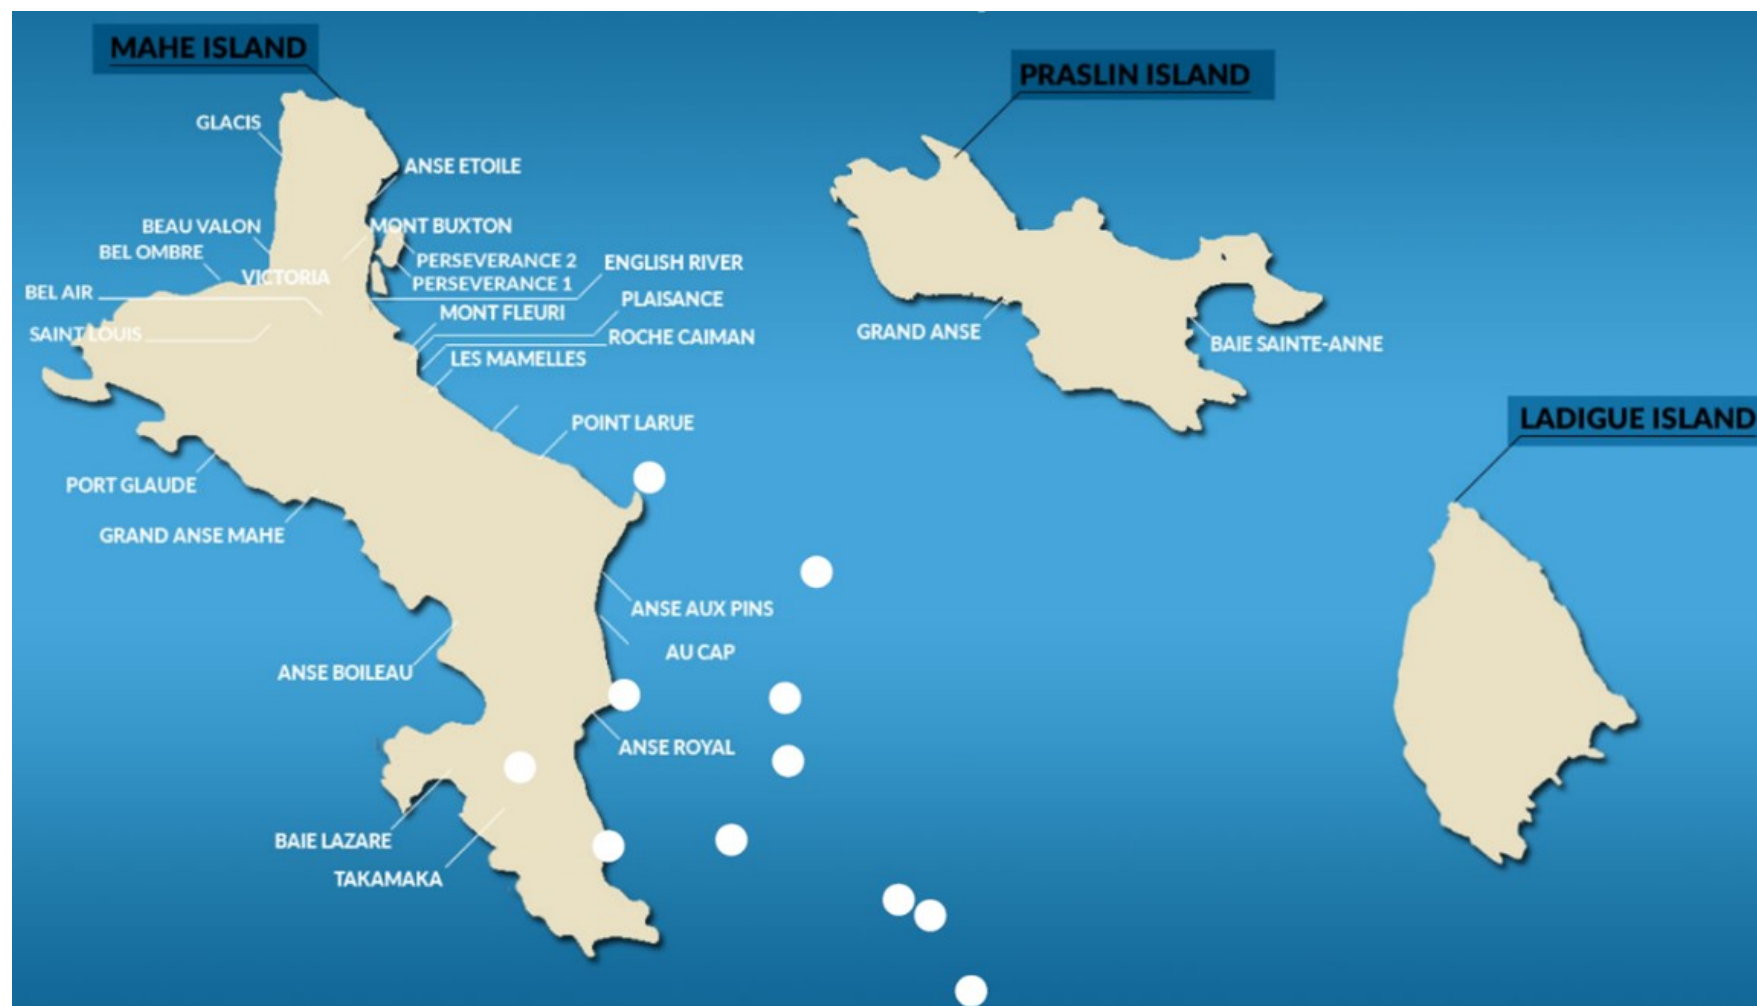 MAHE ISLAND
PRASLIN ISLAND
GLACIS
ANSE ETOILE
BEAU VALON
MONT BUXTON
BEL OMBRE
PERSEVERANCE 2
ENGLISH RIVER
VICTORIA
PERSEVERANCE 1
BEL AIR
PLAISANCE
MONT FLEURI
SAINT LOUIS
ROCHE CAIMAN
GRAND ANSE
BAIE SAINTE-ANNE
LES MAMELLES
LADIGUE ISLAND
POINT LARUE
PORT GLAUDE
GRAND ANSE MAHE
ANSE AUX PINS
AU CAP
ANSE BOILEAU
ANSE ROYAL
BAIE LAZARE
TAKAMAKA